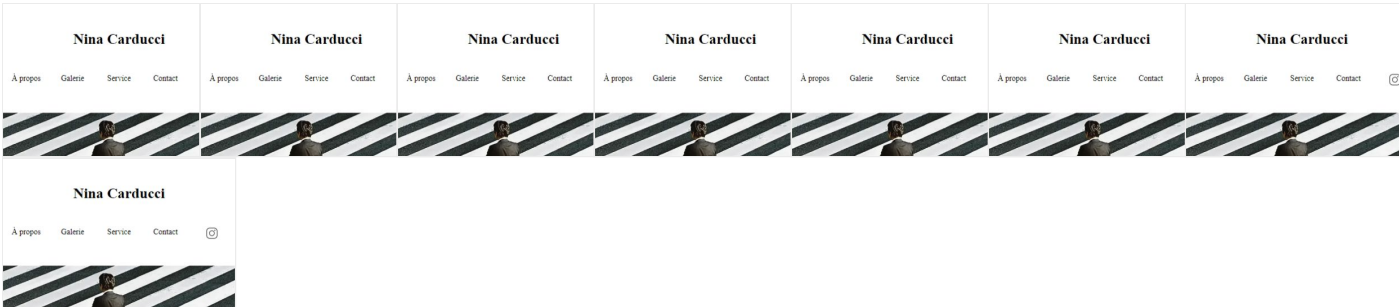 Nina Carducci Nina Carducci Nina Carducci Nina Carducci Nina Carducci Nina Carducci Nina Carducci
À propos Galerie Service Contact À propos Galerie Service Contact À propos Galerie Service Contact À propos Galerie Service Contact À propos Galerie Service Contact À propos Galerie Service Contact À propos Galerie Service Contact
Nina Carducci
À propos Galerie Service Contact